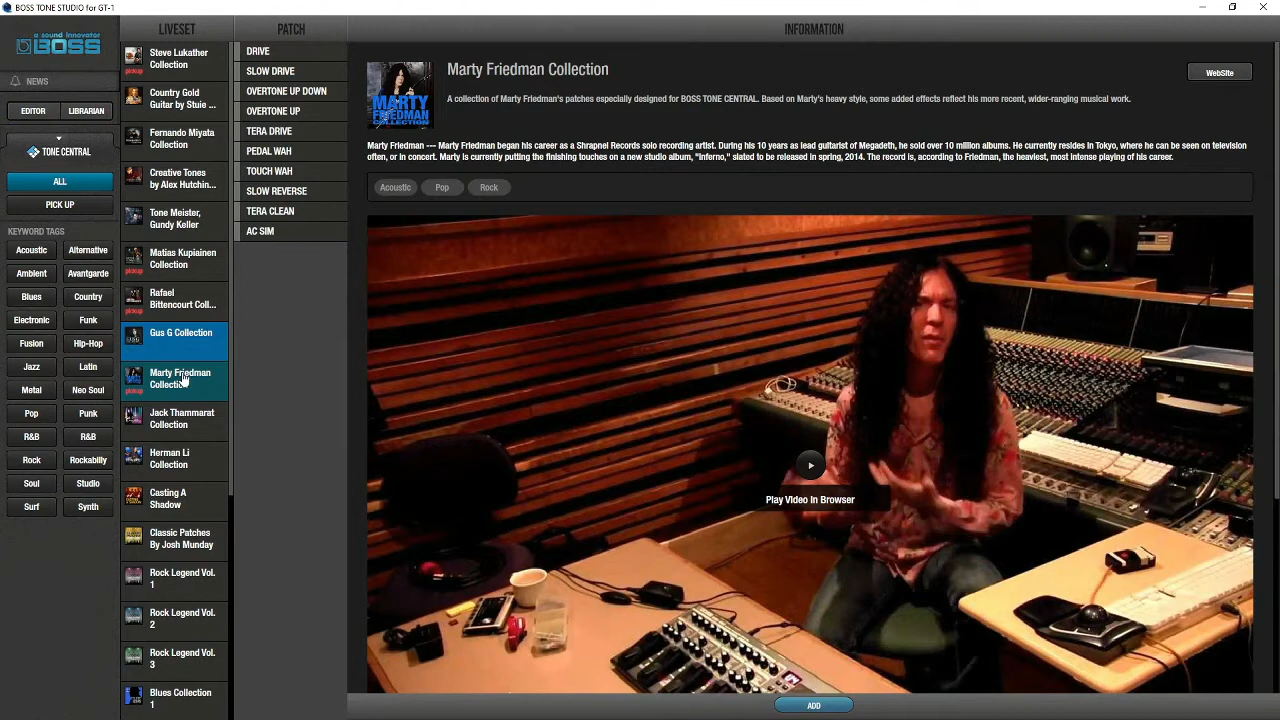 BOSS TONE STUDIO for GT-1
a sound innovator
BOSS
NEWS
EDITOR
LIBRARIAN
TONE CENTRAL
ALL
PICK UP
KEYWORD TAGS
Acoustic
Alternative
Ambient
Avantgarde
Blues
Country
Electronic
Funk
Fusion
Hip-Hop
Jazz
Latin
Metal
Neo Soul
Pop
Punk
R&B
R&B
Rock
Rockabilly
Soul
Studio
Surf
Synth
LIVESET
Steve Lukather
Collection
pickup
Country Gold
Guitar by Stuie ...
Fernando Miyata
Collection
Creative Tones
by Alex Hutchin...
pickup
Tone Meister,
Gundy Keller
Matias Kupiainen
Collection
pickup
Rafael
Bittencourt Coll...
pickup
Gus G Collection
Marty Friedman
Collection
pickup
Jack Thammarat
Collection
Herman Li
Collection
Casting A
Shadow
Classic Patches
By Josh Munday
Rock Legend Vol.
1
Rock Legend Vol.
2
Rock Legend Vol.
3
Blues Collection
1
PATCH
DRIVE
SLOW DRIVE
OVERTONE UP DOWN
OVERTONE UP
TERA DRIVE
PEDAL WAH
TOUCH WAH
SLOW REVERSE
TERA CLEAN
AC SIM
INFORMATION
MARTY
FRIEDMAN
COLLECTION
Marty Friedman Collection
WebSite
A collection of Marty Friedman's patches especially designed for BOSS TONE CENTRAL. Based on Marty's heavy style, some added effects reflect his more recent, wider-ranging musical work.
Marty Friedman --- Marty Friedman began his career as a Shrapnel Records solo recording artist. During his 10 years as lead guitarist of Megadeth, he sold over 10 million albums. He currently resides in Tokyo, where he can be seen on television
often, or in concert. Marty is currently putting the finishing touches on a new studio album, "Inferno," slated to be released in spring, 2014. The record is, according to Friedman, the heaviest, most intense playing of his career.
Acoustic
Pop
Rock
Play Video In Browser
ADD